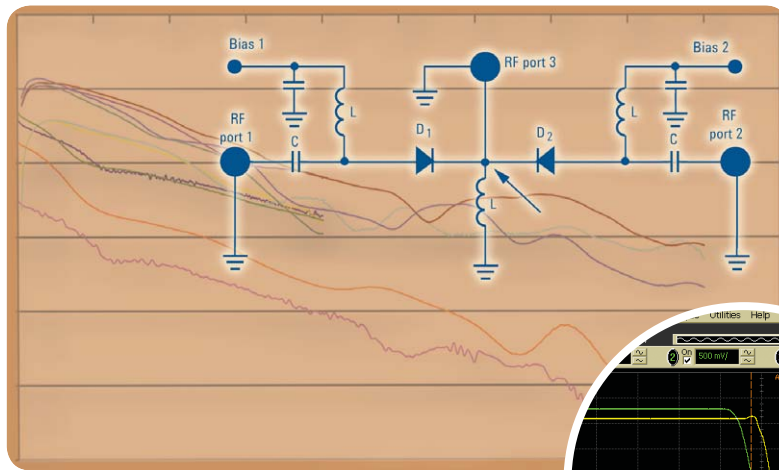 Bias 1
Bias 2
RF port 3
RF
port 1
C
L
D1
D2
L
L
C
RF
port 2
Utilities Help
On
2
500 mV/